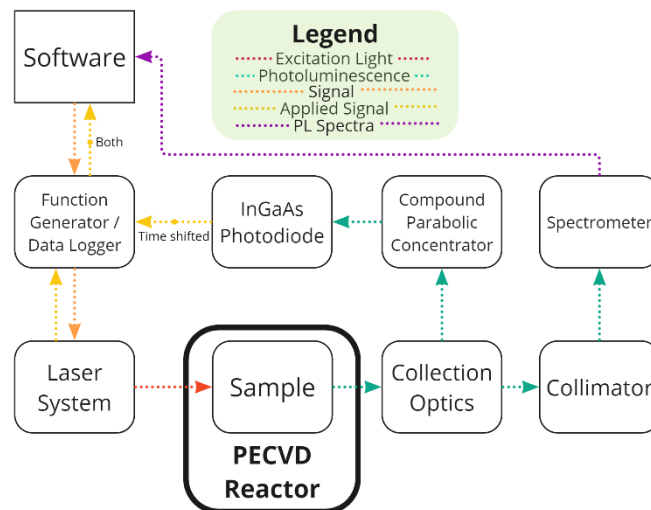 Software
Legend
Excitation Light
Photoluminescence
Signal
Applied Signal
PL Spectra
Both
Function
Generator /
Data Logger
Time shifted
InGaAs
Photodiode
Compound
Parabolic
Concentrator
Spectrometer
Laser
System
Sample
PECVD
Reactor
Collection
Optics
Collimator